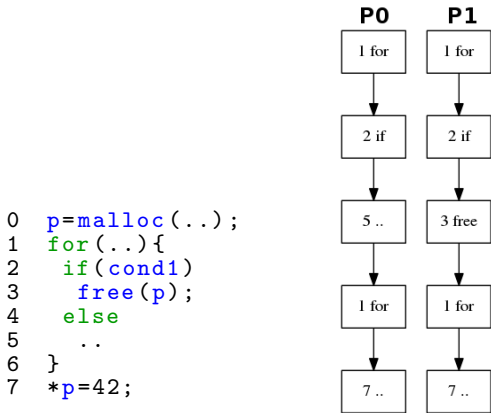 P0 P1
1 for 1 for
2 if 2 if
5 .. 3 free
1 for 1 for
7 .. 7 ..
0 p=malloc(..);
1 for(..){
2 if(cond1)
3 free(p);
4 else
5 ..
6 }
7 *p=42;